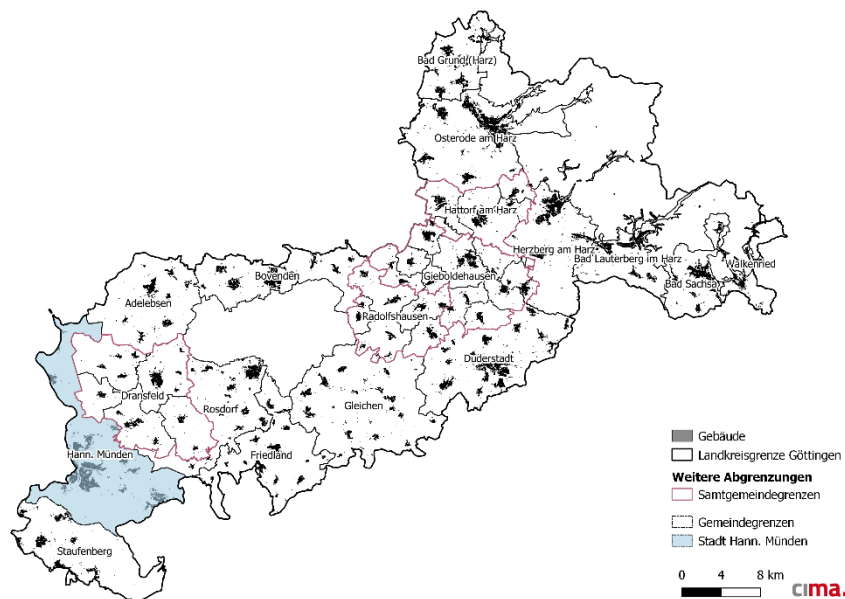 Bad Grund (Harz)
Osterode am Harz
Hattorf am Harz
Herzberg am Harz
Bad Lauterberg im Harz
Walkenried
Bad Sachsa
Bovenden
Gieboldehausen
Adelebsen
Radolfshausen
Duderstadt
Dransfeld
Rosdorf
Gleichen
Hann. Münden
Friedland
Staufenberg
Gebäude
Landkreisgrenze Göttingen
Weitere Abgrenzungen
Samtgemeindegrenzen
Gemeindegrenzen
Stadt Hann. Münden
0 4 8 km
cima.